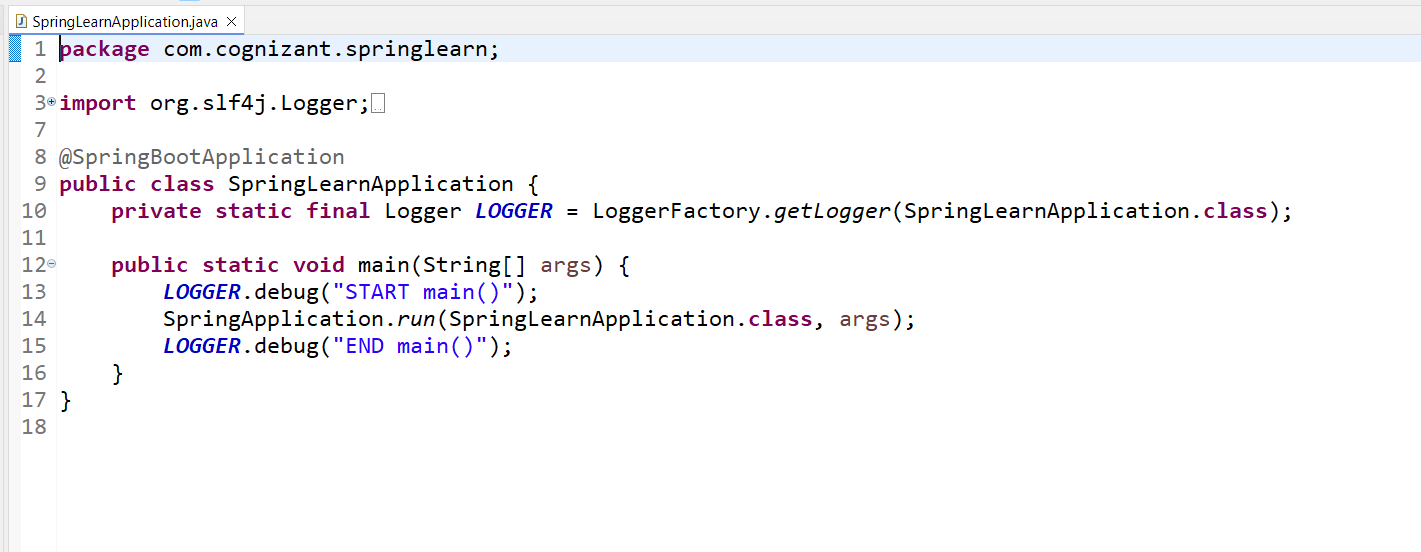 SpringLearnApplication.java
1 package com.cognizant.springlearn;
2
3 import org.slf4j.Logger;
7
8 @SpringBootApplication
9 public class SpringLearnApplication {
10     private static final Logger LOGGER = LoggerFactory.getLogger(SpringLearnApplication.class);
11
12     public static void main(String[] args) {
13         LOGGER.debug("START main()");
14         SpringApplication.run(SpringLearnApplication.class, args);
15         LOGGER.debug("END main()");
16     }
17 }
18